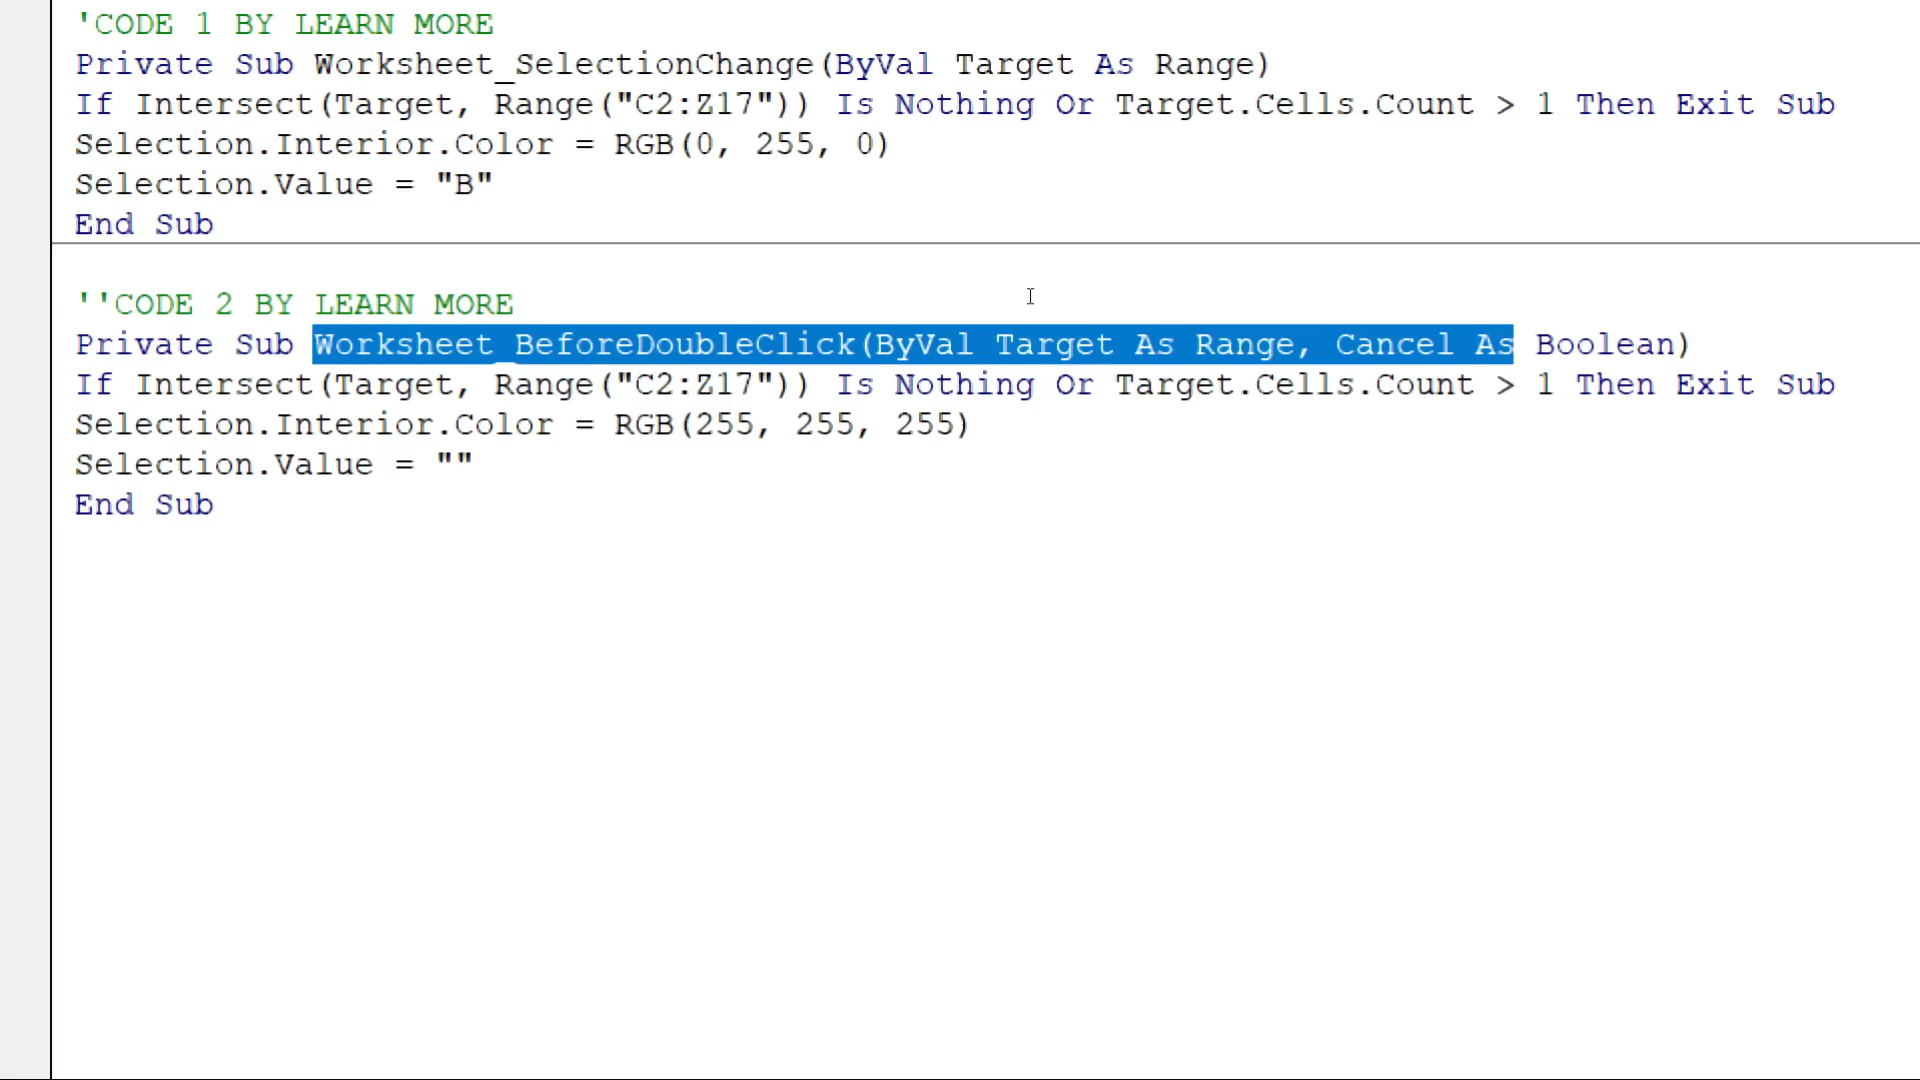 'CODE 1 BY LEARN MORE
Private Sub Worksheet_SelectionChange(ByVal Target As Range)
If Intersect(Target, Range("C2:Z17")) Is Nothing Or Target.Cells.Count > 1 Then Exit Sub
Selection.Interior.Color = RGB(0, 255, 0)
Selection.Value = "B"
End Sub
''CODE 2 BY LEARN MORE
Private Sub Worksheet_BeforeDoubleClick(ByVal Target As Range, Cancel As Boolean)
If Intersect(Target, Range("C2:Z17")) Is Nothing Or Target.Cells.Count > 1 Then Exit Sub
Selection.Interior.Color = RGB(255, 255, 255)
Selection.Value = ""
End Sub